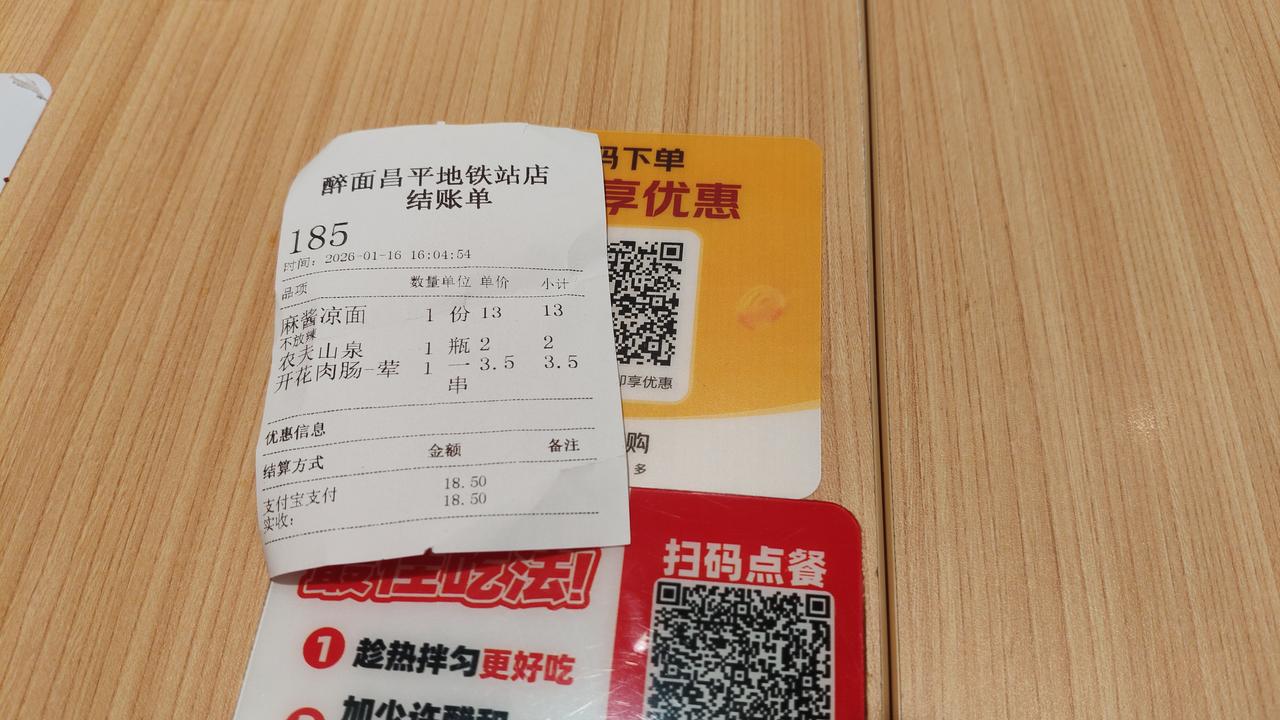 醉面昌平地铁站店
结账单
185
时间: 2026-01-16 16:04:54
品项 数量单位 单价 小计
麻酱凉面 1 份 13 13
不放辣
农夫山泉 1 瓶 2 2
开花肉肠-荤 1 一串 3.5 3.5
优惠信息
结算方式 金额 备注
支付宝支付 18.50
实收: 18.50
码下单
享优惠
即享优惠
购
多
最佳吃法!
扫码点餐
1 趁热拌匀更好吃
加少许醋和